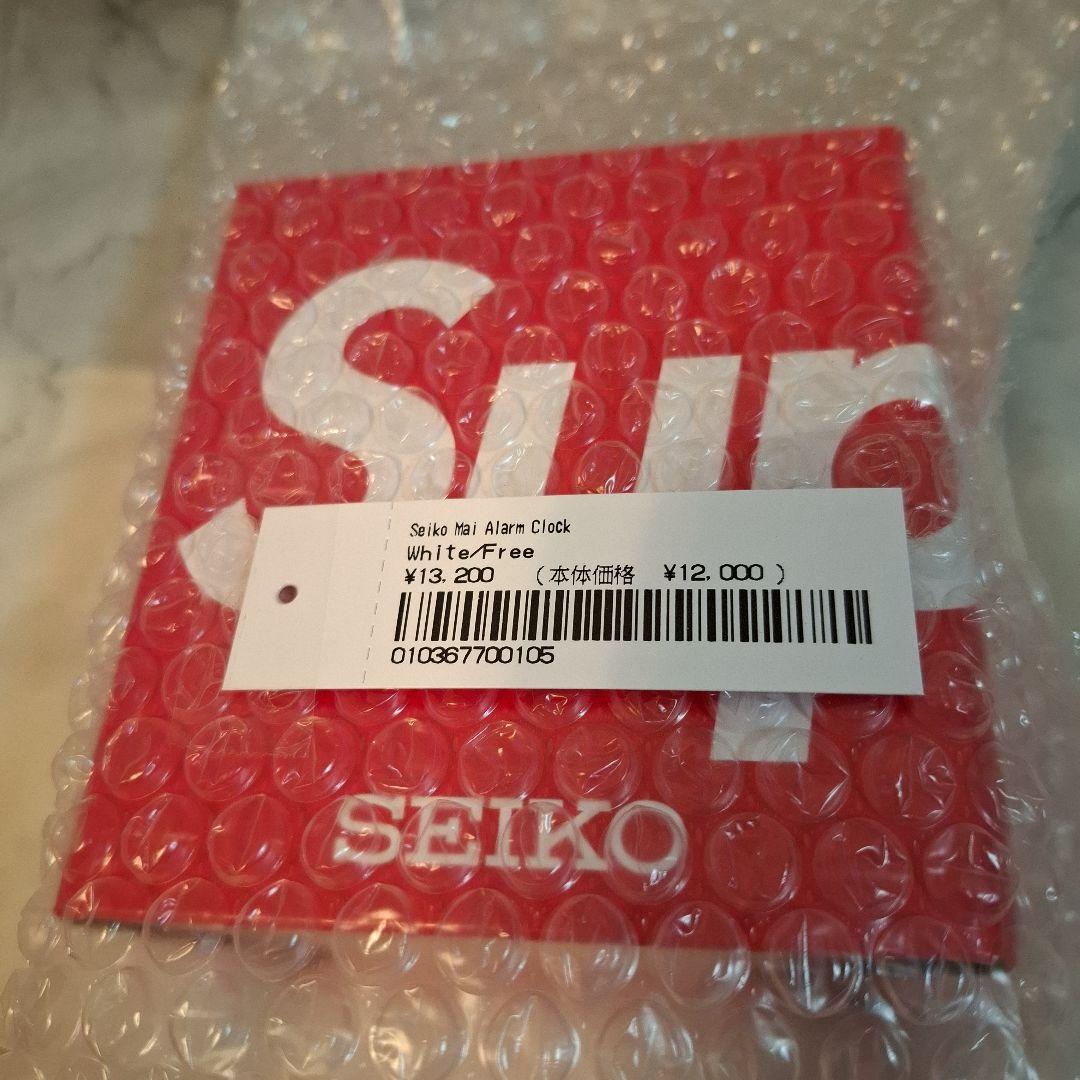 Sup
Seiko Mai Alarm Clock
White/Free
¥13,200 (本体価格 ¥12,000 )
010367700105
SEIKO